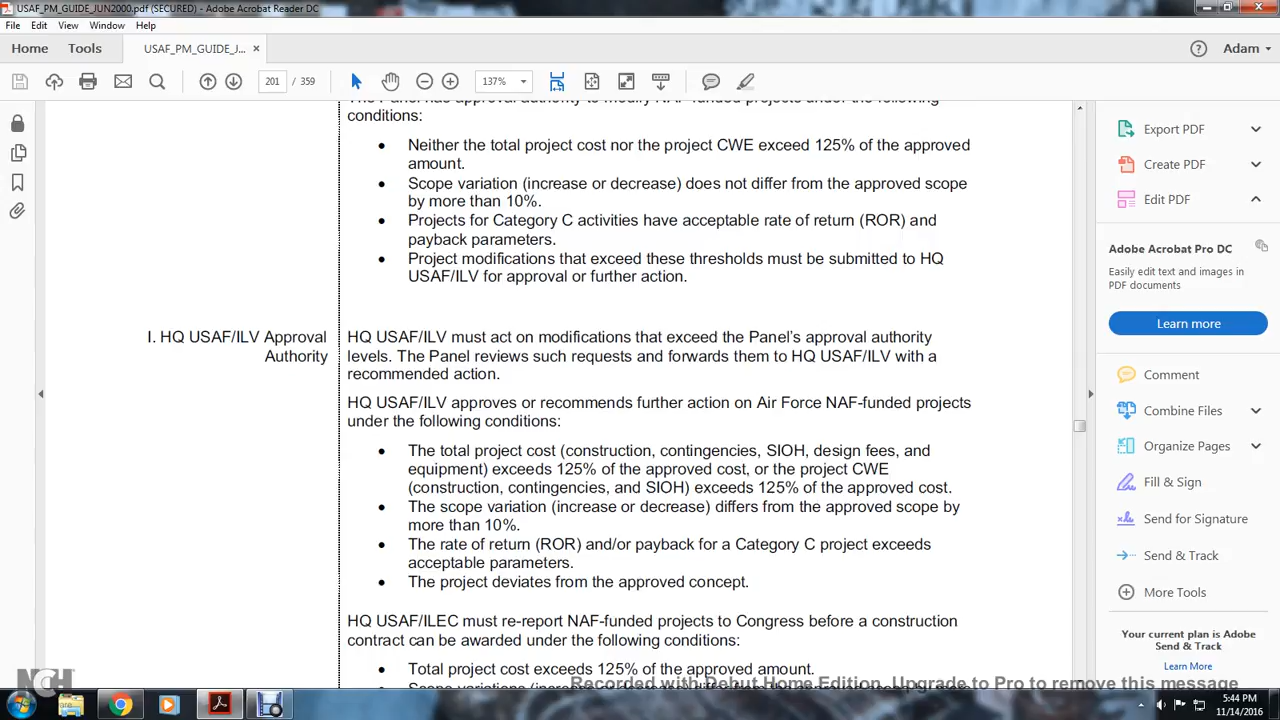 USAF_PM_GUIDE_JUN2000.pdf (SECURED) - Adobe Acrobat Reader DC
File Edit View Window Help
Home Tools USAF_PM_GUIDE_J... × Adam
201 / 359 137%
The Panel has approval authority to modify NAF-funded projects under the following
conditions:
• Neither the total project cost nor the project CWE exceed 125% of the approved
amount.
• Scope variation (increase or decrease) does not differ from the approved scope
by more than 10%.
• Projects for Category C activities have acceptable rate of return (ROR) and
payback parameters.
• Project modifications that exceed these thresholds must be submitted to HQ
USAF/ILV for approval or further action.
I. HQ USAF/ILV Approval
Authority
HQ USAF/ILV must act on modifications that exceed the Panel's approval authority
levels. The Panel reviews such requests and forwards them to HQ USAF/ILV with a
recommended action.
HQ USAF/ILV approves or recommends further action on Air Force NAF-funded projects
under the following conditions:
• The total project cost (construction, contingencies, SIOH, design fees, and
equipment) exceeds 125% of the approved cost, or the project CWE
(construction, contingencies, and SIOH) exceeds 125% of the approved cost.
• The scope variation (increase or decrease) differs from the approved scope by
more than 10%.
• The rate of return (ROR) and/or payback for a Category C project exceeds
acceptable parameters.
• The project deviates from the approved concept.
HQ USAF/ILEC must re-report NAF-funded projects to Congress before a construction
contract can be awarded under the following conditions:
• Total project cost exceeds 125% of the approved amount.
Export PDF
Create PDF
Edit PDF
Adobe Acrobat Pro DC
Easily edit text and images in
PDF documents
Learn more
Comment
Combine Files
Organize Pages
Fill & Sign
Send for Signature
Send & Track
More Tools
Your current plan is Adobe
Send & Track
Learn More
NCH
Recorded with Debut Home Edition. Upgrade to Pro to remove this message
5:44 PM
11/14/2016